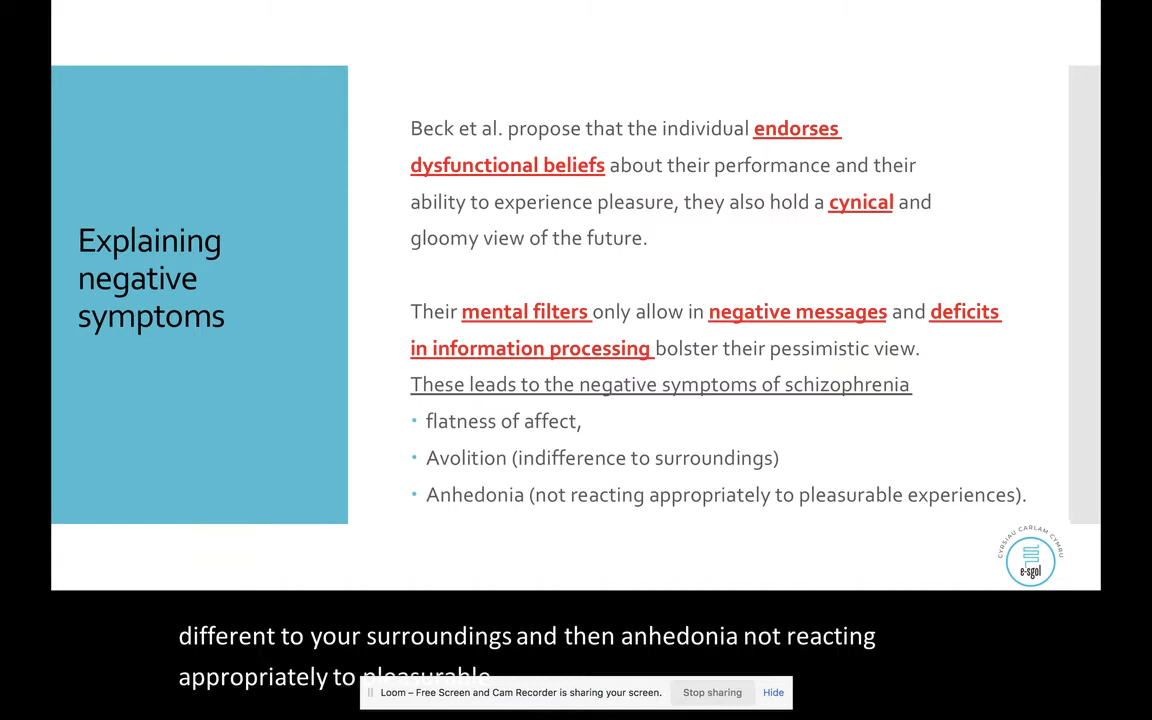 Explaining
negative
symptoms
Beck et al. propose that the individual endorses
dysfunctional beliefs about their performance and their
ability to experience pleasure, they also hold a cynical and
gloomy view of the future.
Their mental filters only allow in negative messages and deficits
in information processing bolster their pessimistic view.
These leads to the negative symptoms of schizophrenia
• flatness of affect,
• Avolition (indifference to surroundings)
• Anhedonia (not reacting appropriately to pleasurable experiences).
CYRSIAU CARLAM CYMRU
e-sgol
different to your surroundings and then anhedonia not reacting
appropriately to pleasurable
Loom – Free Screen and Cam Recorder is sharing your screen.
Stop sharing
Hide